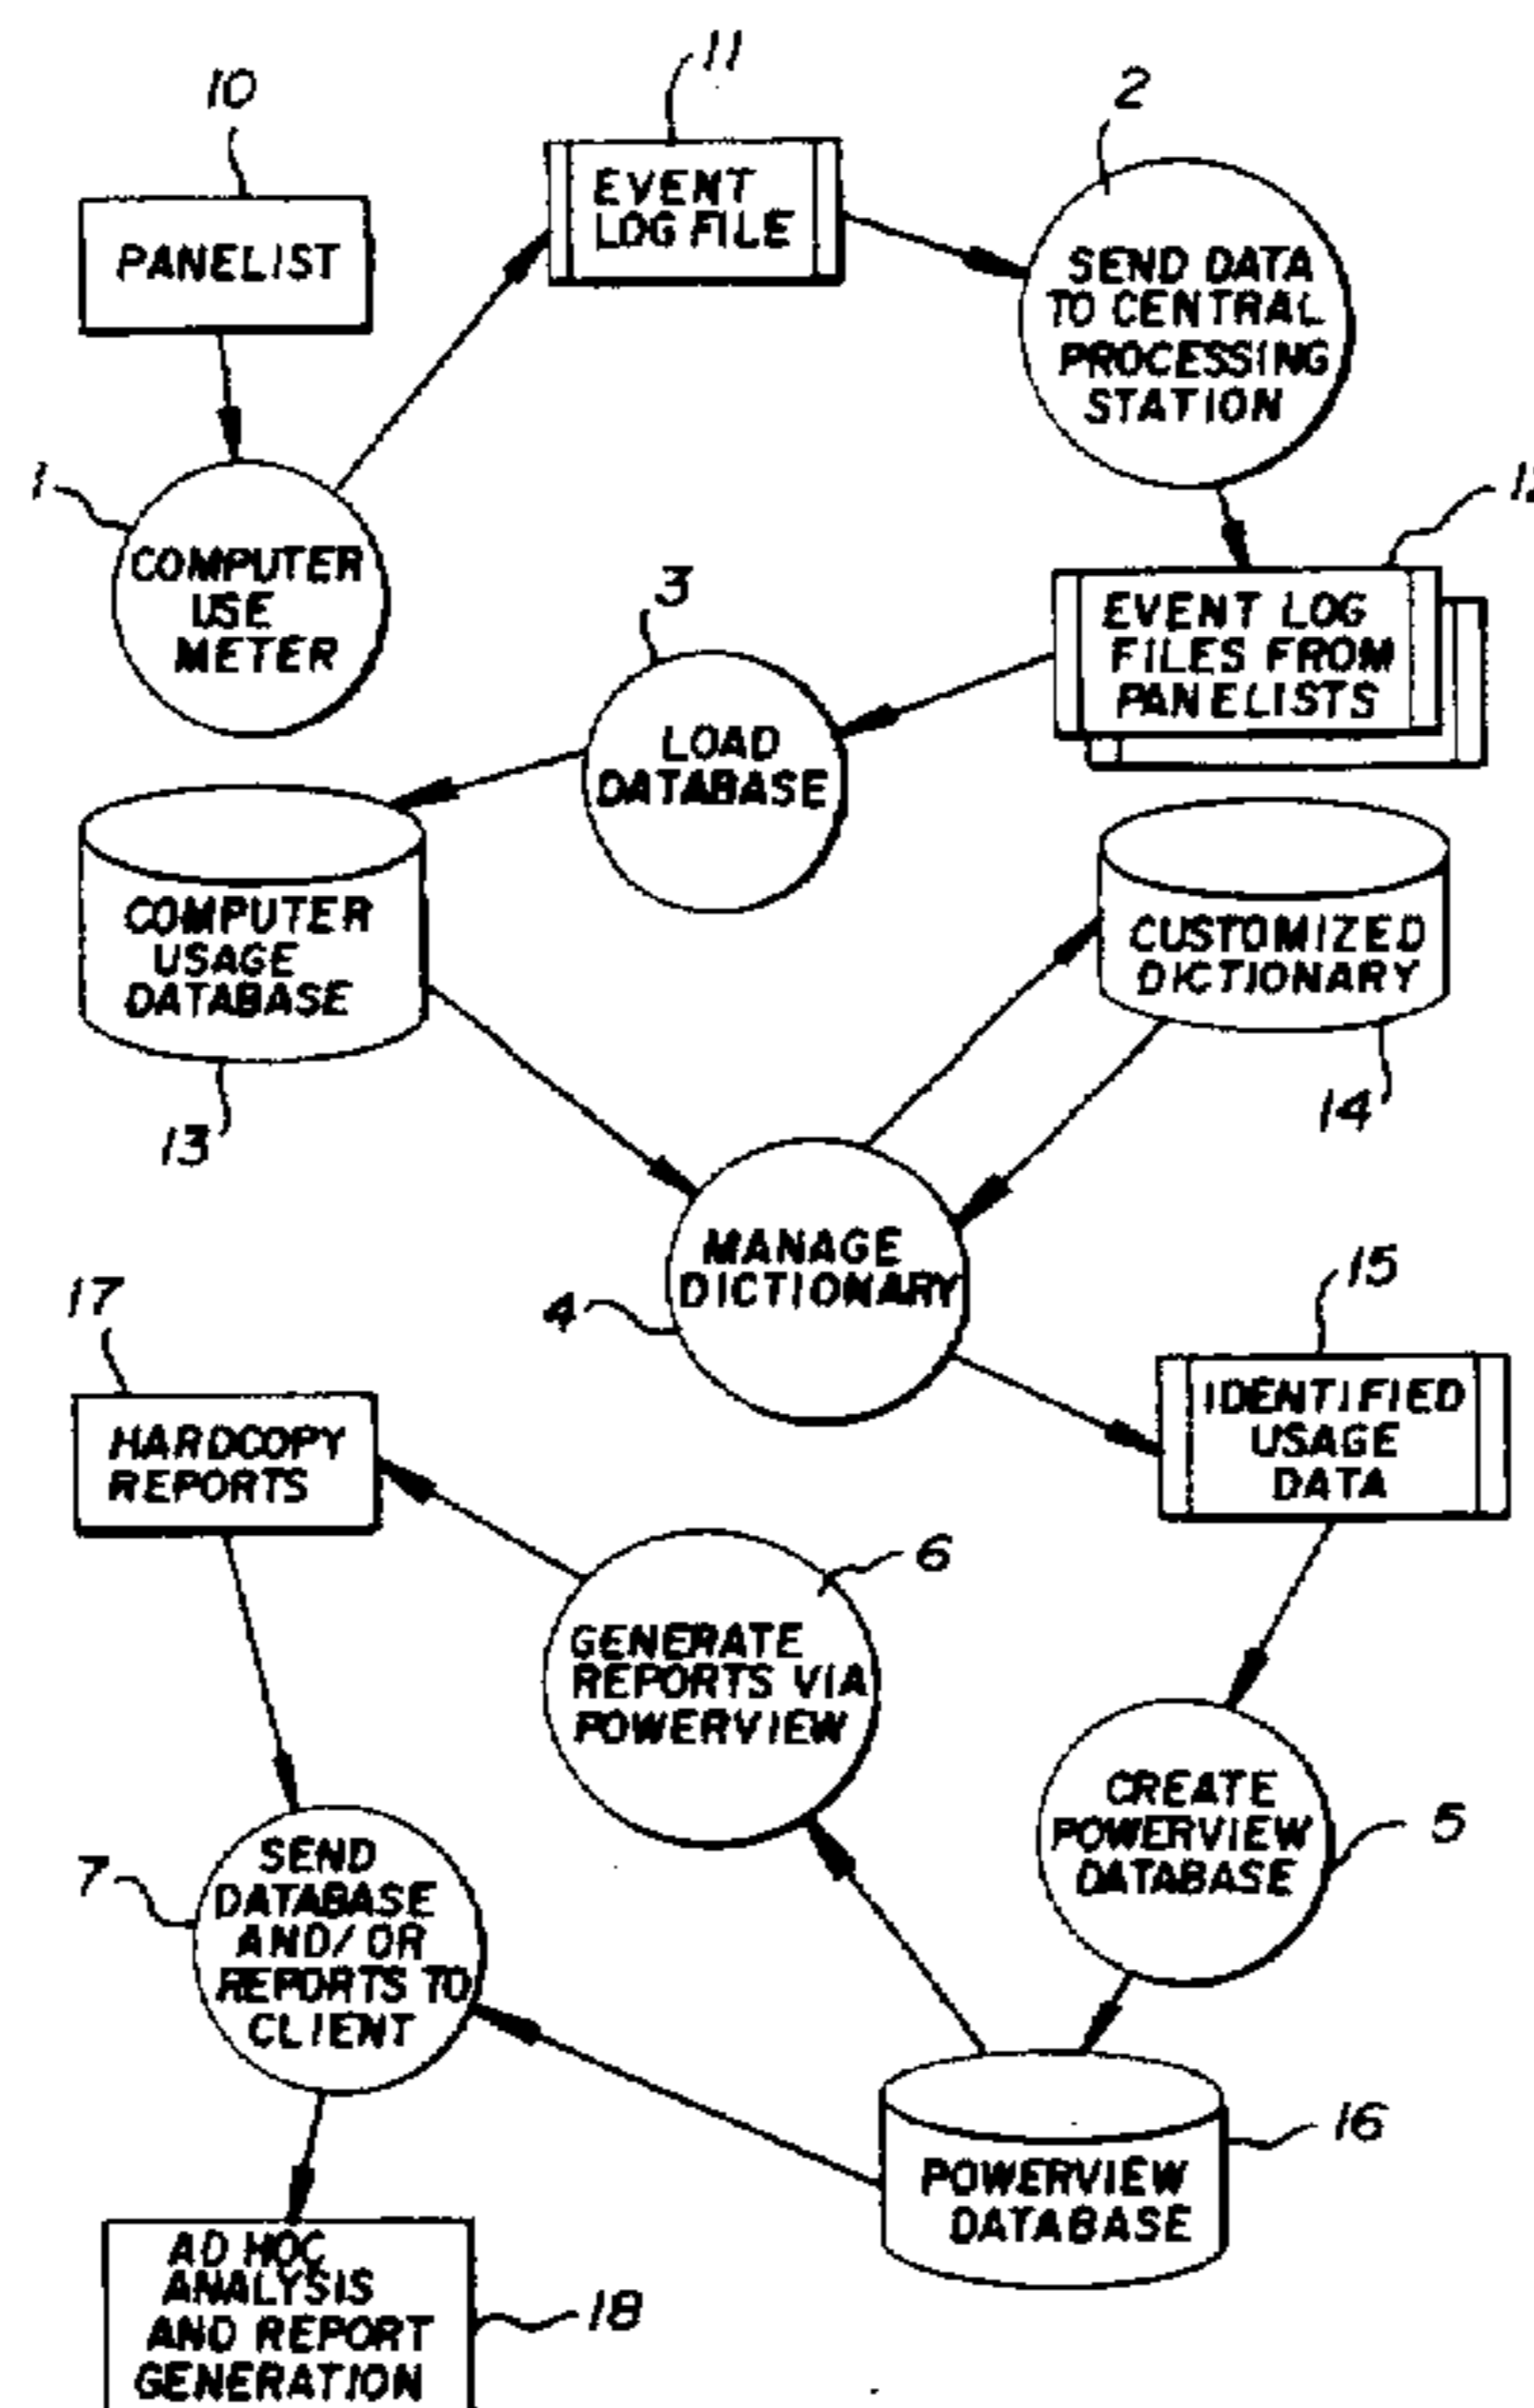 10
PANELIST
11
EVENT
LOG FILE
2
SEND DATA
TO CENTRAL
PROCESSING
STATION
1
COMPUTER
USE
METER
EVENT LOG
FILES FROM
PANELISTS
3
LOAD
DATABASE
COMPUTER
USAGE
DATABASE
13
CUSTOMIZED
DICTIONARY
14
MANAGE
DICTIONARY
4
15
IDENTIFIED
USAGE
DATA
17
HARDCOPY
REPORTS
6
GENERATE
REPORTS VIA
POWERVIEW
CREATE
POWERVIEW
DATABASE
5
7
SEND
DATABASE
AND/OR
REPORTS TO
CLIENT
16
POWERVIEW
DATABASE
AD HOC
ANALYSIS
AND REPORT
GENERATION
18